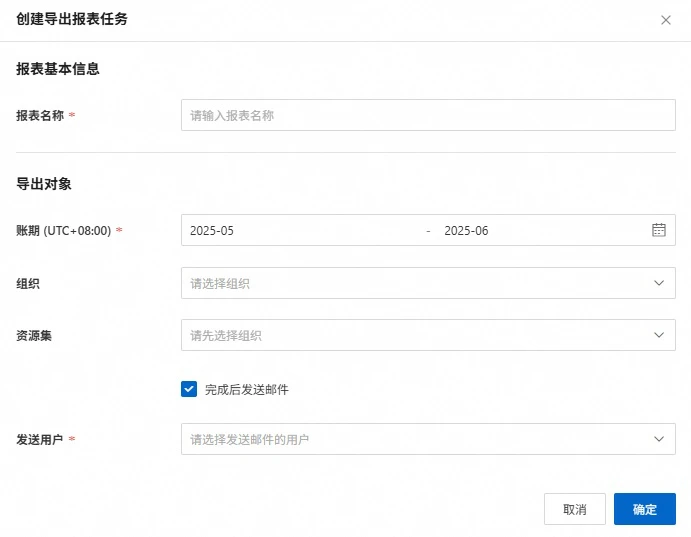 创建导出报表任务
报表基本信息
报表名称 *
请输入报表名称
导出对象
账期 (UTC+08:00) *
2025-05 - 2025-06
组织
请选择组织
资源集
请先选择组织
完成后发送邮件
发送用户 *
请选择发送邮件的用户
取消
确定